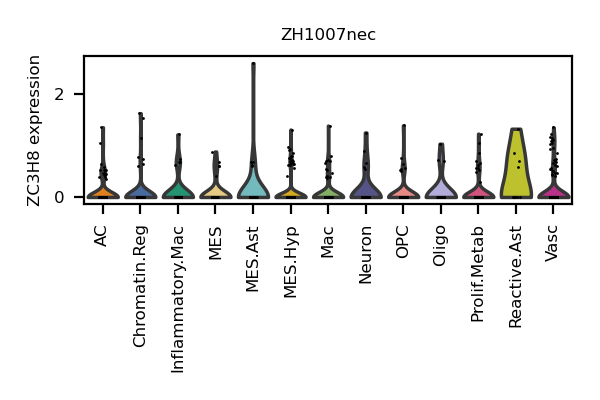 ZH1007nec
ZC3H8 expression
2
0
AC
Chromatin.Reg
Inflammatory.Mac
MES
MES.Ast
MES.Hyp
Mac
Neuron
OPC
Oligo
Prolif.Metab
Reactive.Ast
Vasc